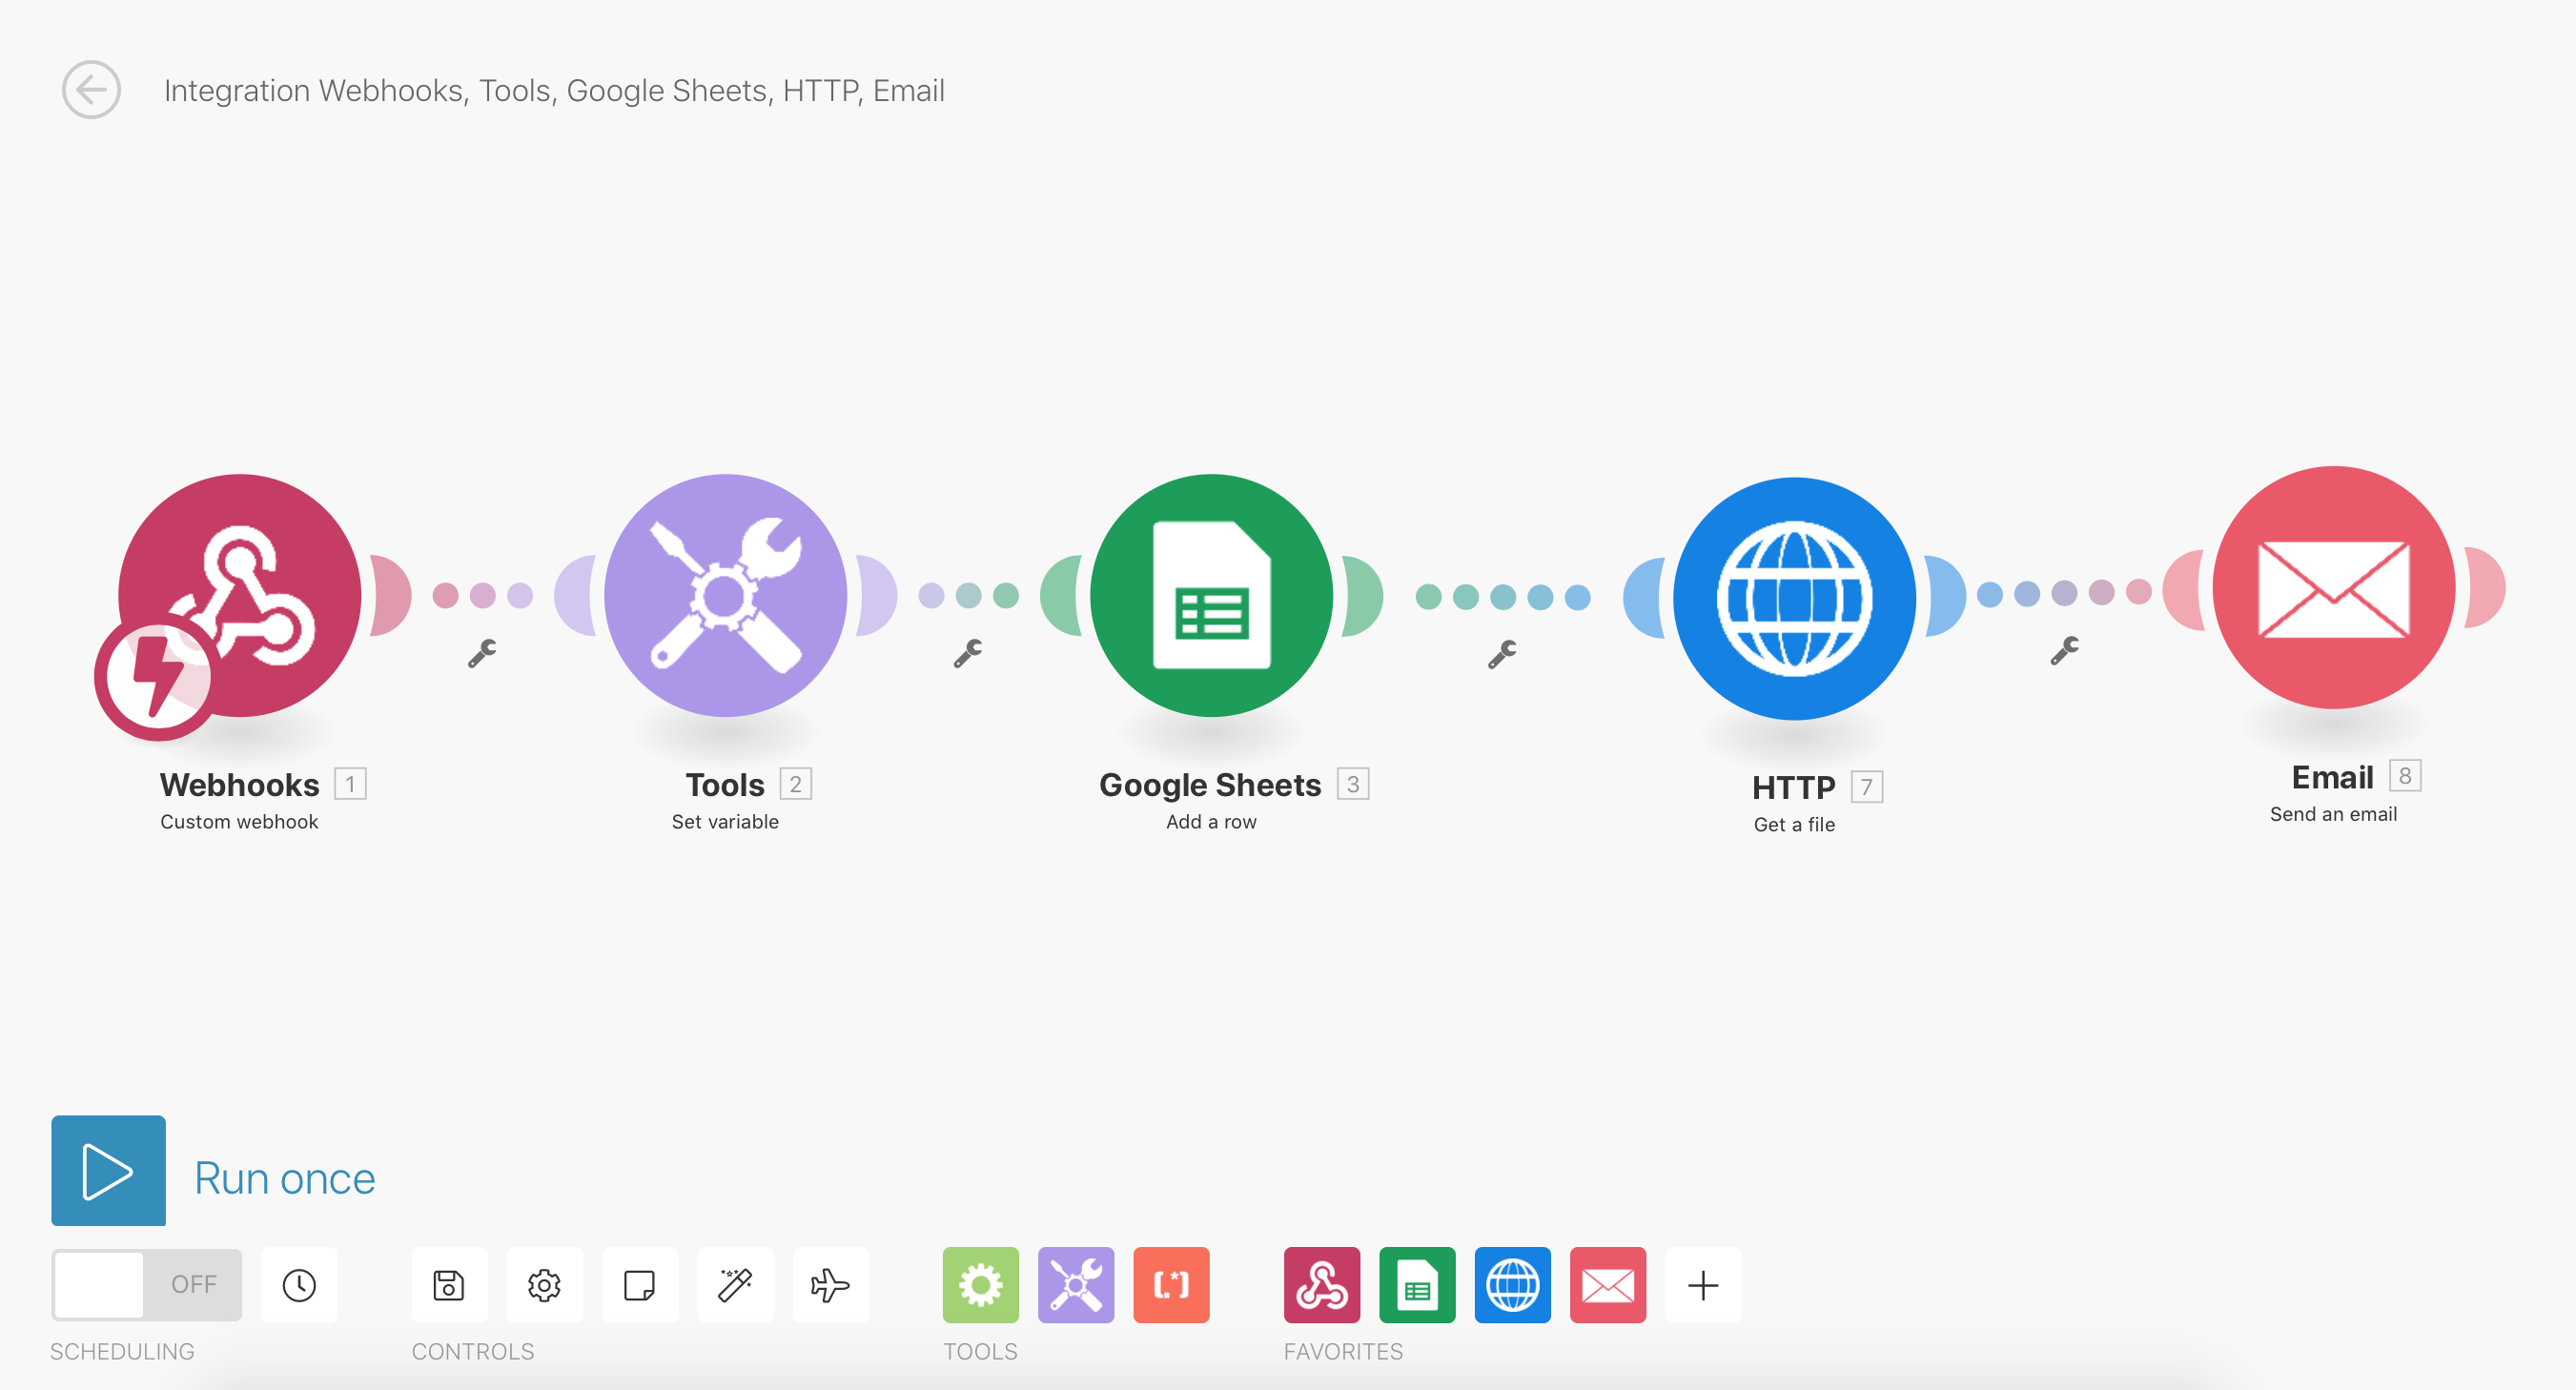 Integration Webhooks, Tools, Google Sheets, HTTP, Email
Webhooks 1
Custom webhook
Tools 2
Set variable
Google Sheets 3
Add a row
HTTP 7
Get a file
Email 8
Send an email
Run once
OFF
SCHEDULING
CONTROLS
TOOLS
FAVORITES